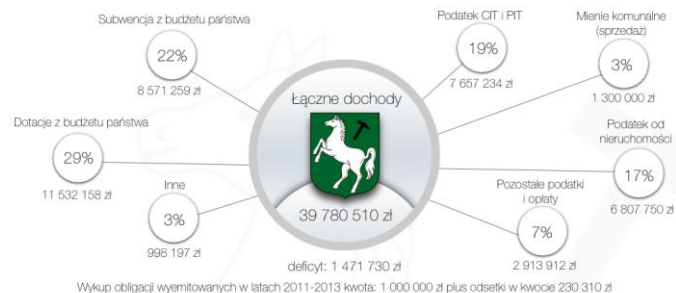 Subwencja z budżetu państwa
22%
8 571 259 zł
Podatek CIT i PIT
19%
7 657 234 zł
Mienie komunalne
(sprzedaż)
3%
1 300 000 zł
Łączne dochody
39 780 510 zł
Dotacje z budżetu państwa
29%
11 532 158 zł
Podatek od
nieruchomości
17%
6 807 750 zł
Inne
3%
998 197 zł
Pozostałe podatki
i opłaty
7%
2 913 912 zł
deficyt: 1 471 730 zł
Wykup obligacji wyemitowanych w latach 2011-2013 kwota: 1 000 000 zł plus odsetki w kwocie 230 310 zł